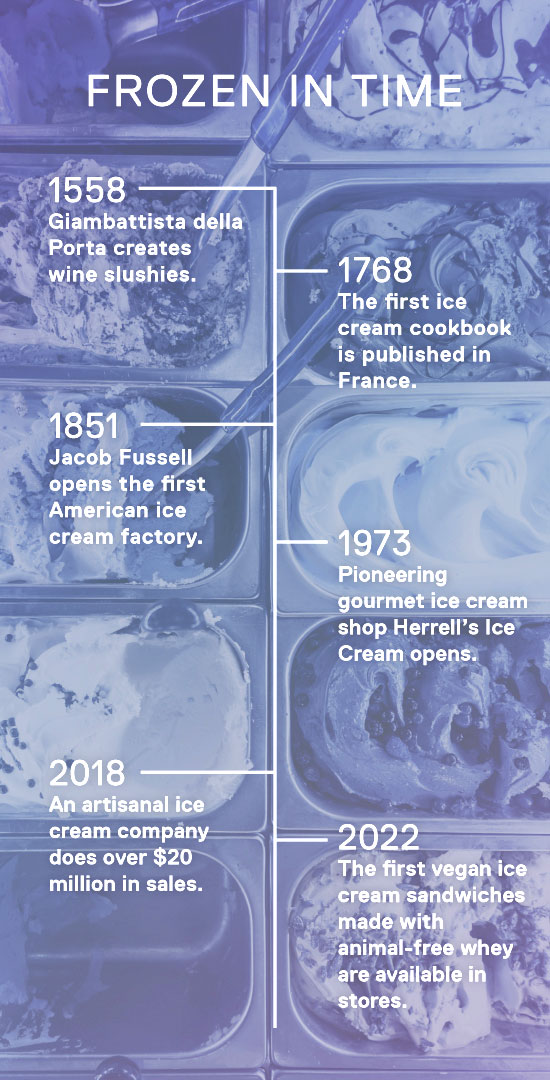 FROZEN IN TIME
1558
Giambattista della
Porta creates
wine slushies.
1768
The first ice
cream cookbook
is published in
France.
1851
Jacob Fussell
opens the first
American ice
cream factory.
1973
Pioneering
gourmet ice cream
shop Herrell’s Ice
Cream opens.
2018
An artisanal ice
cream company
does over $20
million in sales.
2022
The first vegan ice
cream sandwiches
made with
animal-free whey
are available in
stores.